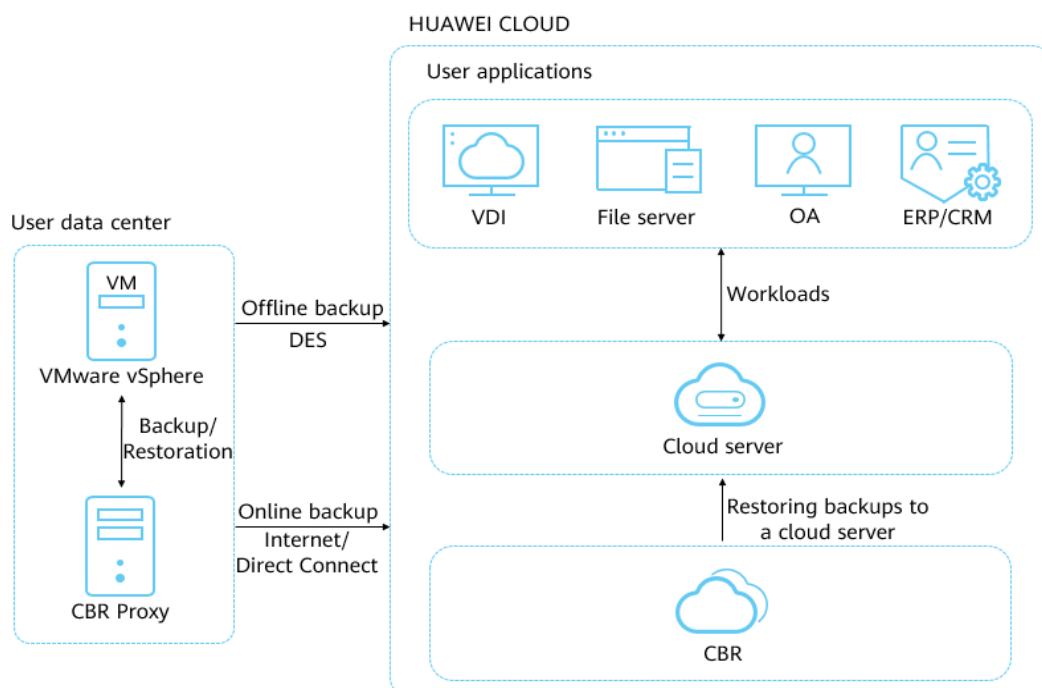 HUAWEI CLOUD
User applications
VDI
File server
OA
ERP/CRM
User data center
VM
VMware vSphere
Backup/
Restoration
CBR Proxy
Offline backup
DES
Online backup
Internet/
Direct Connect
Workloads
Cloud server
Restoring backups to
a cloud server
CBR